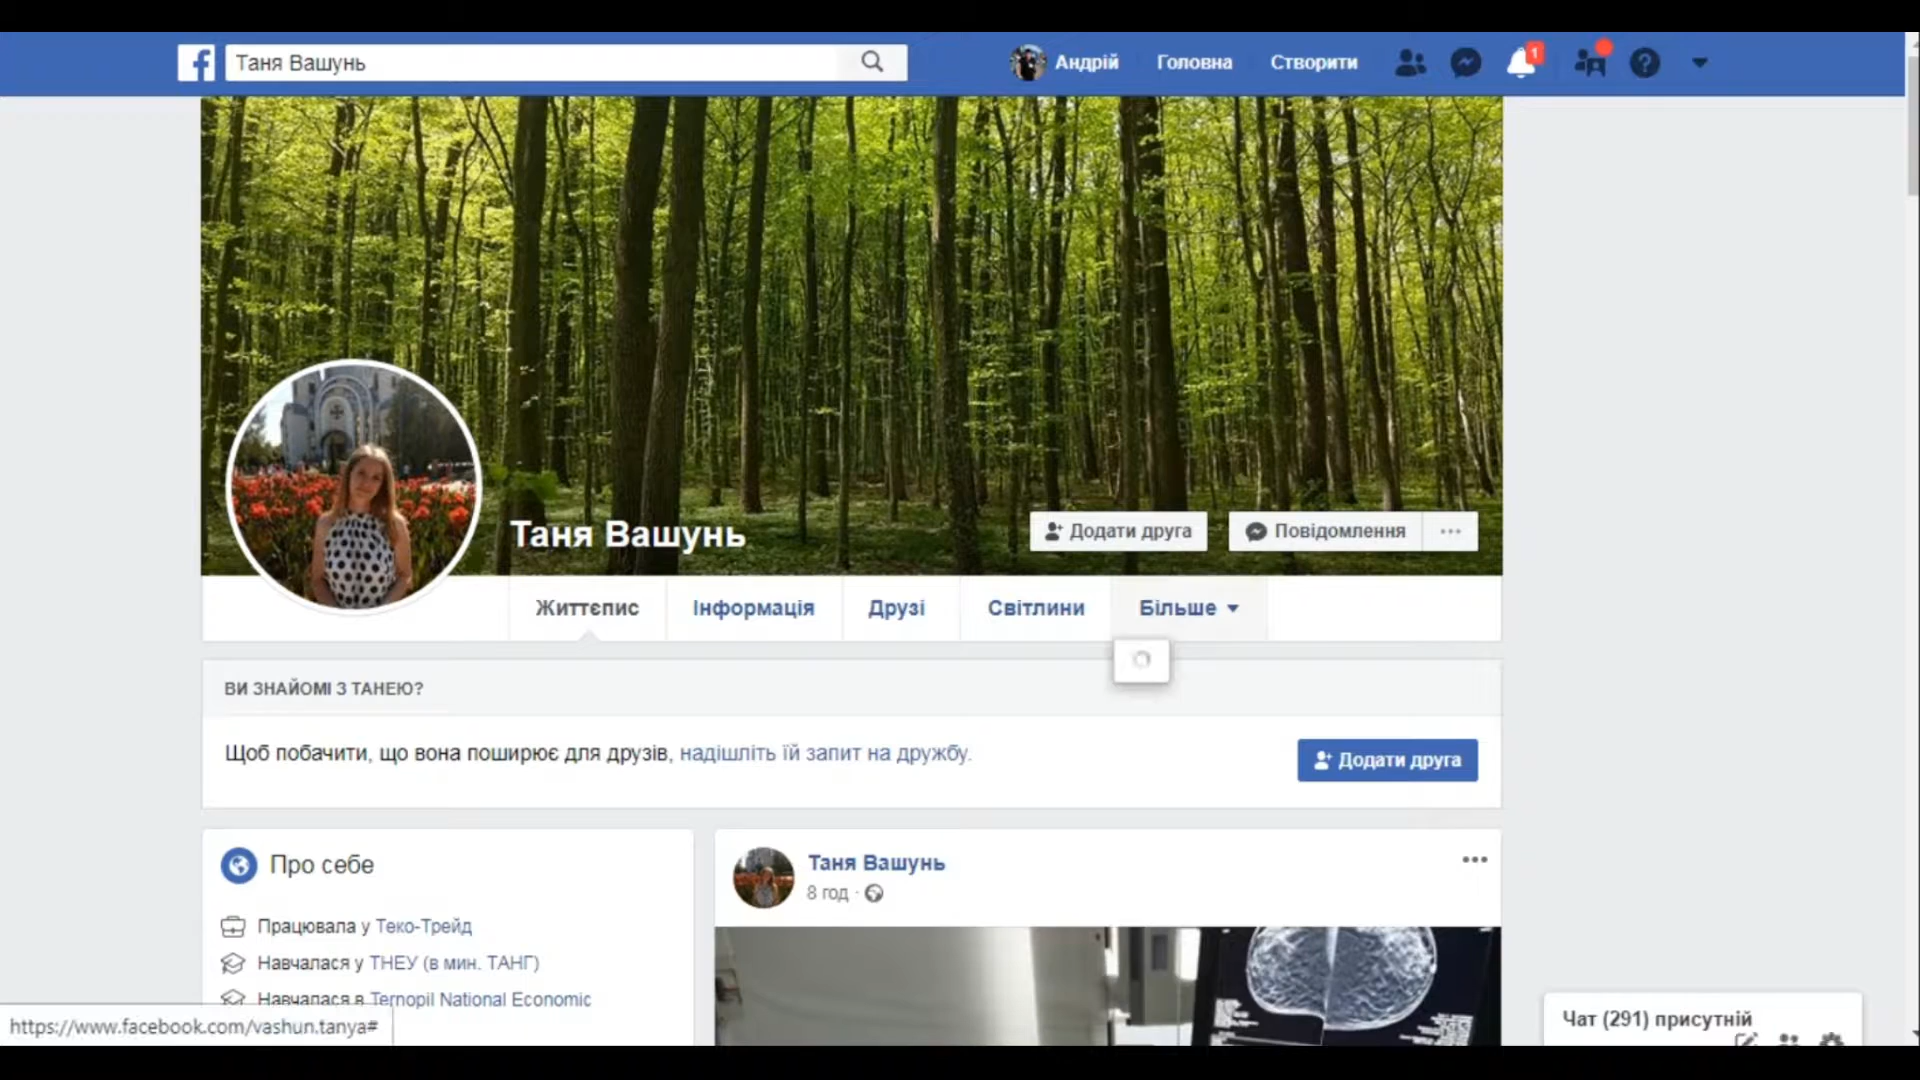 Таня Вашунь
Андрій
Головна
Створити
1
Таня Вашунь
Додати друга
Повідомлення
Життєпис
Інформація
Друзі
Світлини
Більше
ВИ ЗНАЙОМІ З ТАНЕЮ?
Щоб побачити, що вона поширює для друзів, надішліть їй запит на дружбу.
Додати друга
Про себе
Працювала у Теко-Трейд
Навчалася у ТНЕУ (в мин. ТАНГ)
Навчалася в Ternopil National Economic
Таня Вашунь
8 год ·
https://www.facebook.com/vashun.tanya#
Чат (291) присутній